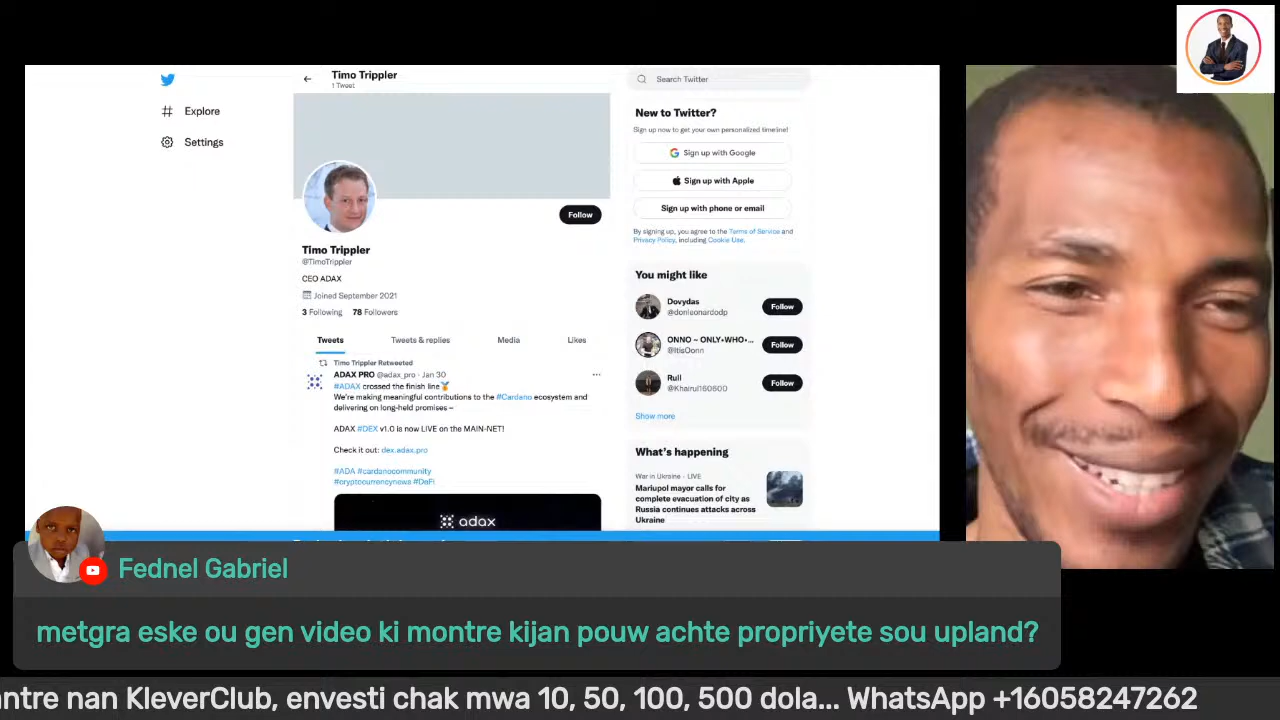 Timo Trippler
1 Tweet
Search Twitter
Explore
Settings
New to Twitter?
Sign up now to get your own personalized timeline!
Sign up with Google
Sign up with Apple
Sign up with phone or email
By signing up, you agree to the Terms of Service and
Privacy Policy, including Cookie Use.
Follow
Timo Trippler
@TimoTrippler
CEO ADAX
Joined September 2021
3 Following 78 Followers
Tweets Tweets & replies Media Likes
You might like
Dovydas
@donleonardodp
Follow
ONNO ~ ONLY•WHO•...
@ItisOonn
Follow
Rull
@Khairul160600
Follow
Show more
Timo Trippler Retweeted
ADAX PRO @adax_pro · Jan 30
#ADAX crossed the finish line🏅
We're making meaningful contributions to the #Cardano ecosystem and
delivering on long-held promises –
ADAX #DEX v1.0 is now LIVE on the MAIN-NET!
Check it out: dex.adax.pro
#ADA #cardanocommunity
#cryptocurrencynews #DeFi
adax
What's happening
War in Ukraine · LIVE
Mariupol mayor calls for
complete evacuation of city as
Russia continues attacks across
Ukraine
Fednel Gabriel
metgra eske ou gen video ki montre kijan pouw achte propriyete sou upland?
antre nan KleverClub, envesti chak mwa 10, 50, 100, 500 dola... WhatsApp +16058247262